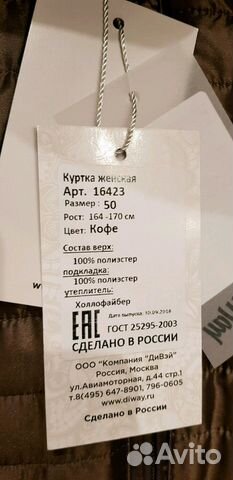 Куртка женская
Арт. 16423
Размер : 50
Рост: 164 -170 см
Цвет: Кофе
Состав верх:
100% полиэстер
подкладка:
100% полиэстер
утеплитель:
Холлофайбер
Дата выпуска: 10.09.2018
ЕАС
ГОСТ 25295-2003
СДЕЛАНО В РОССИИ
ООО "Компания "ДиВэй"
Россия, Москва
ул.Авиамоторная, д.44 стр.1
т.8(495) 647-8901, 796-0605
www.diway.ru
Сделано в России
Avito